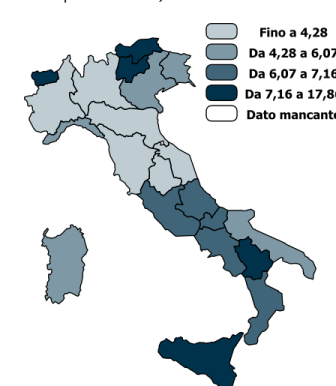 Fino a 4,28
Da 4,28 a 6,07
Da 6,07 a 7,16
Da 7,16 a 17,86
Dato mancante